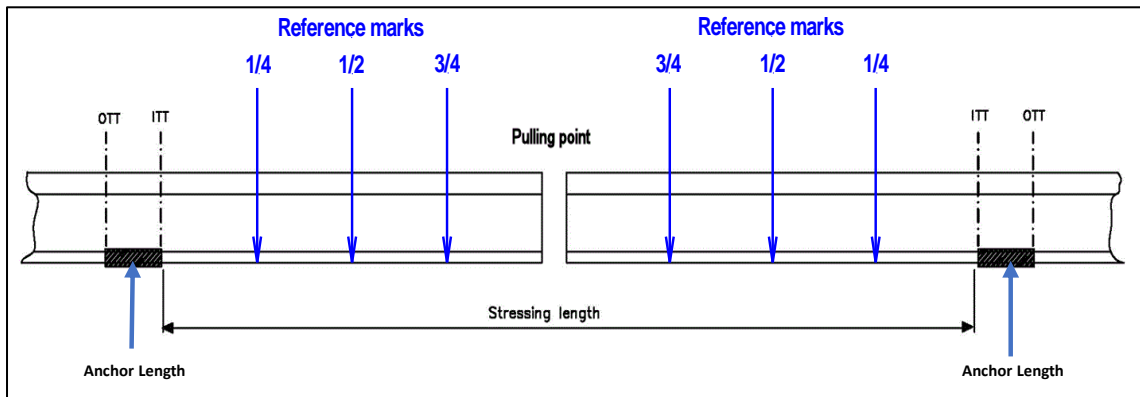 Reference marks
Reference marks
1/4
1/2
3/4
3/4
1/2
1/4
OTT
ITT
ITT
OTT
Pulling point
Stressing length
Anchor Length
Anchor Length